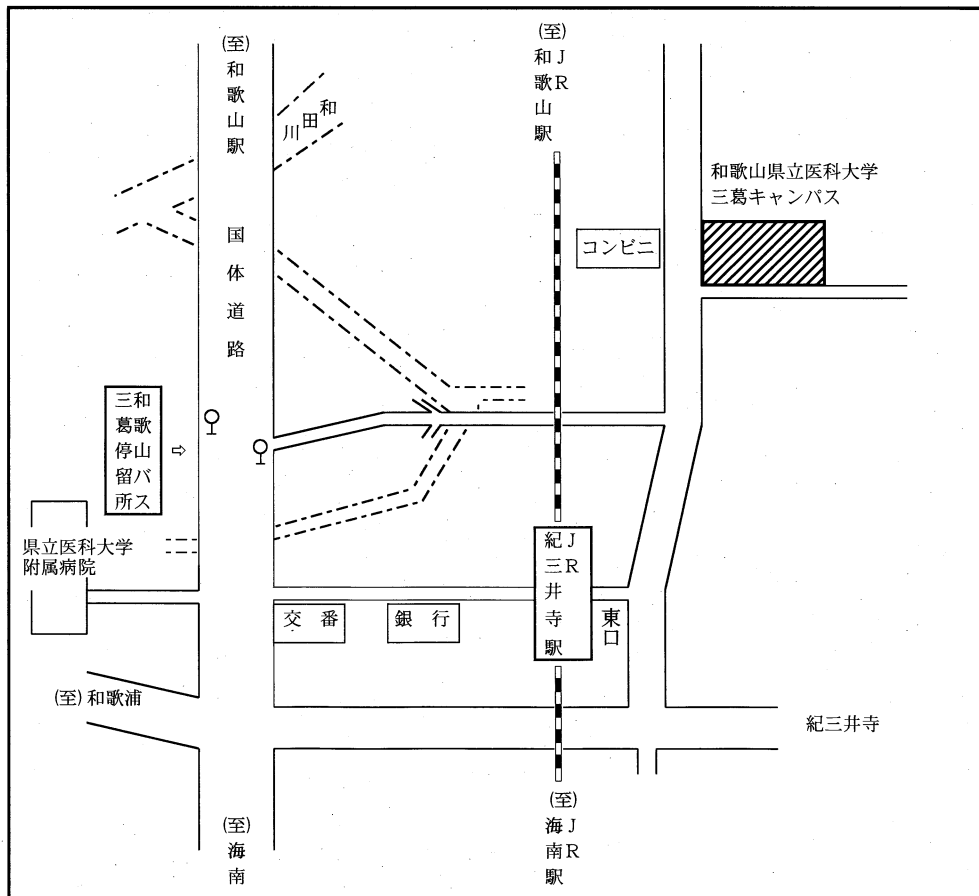 (至)和歌山駅
(至)JR和歌山駅
和田川
和歌山県立医科大学
三葛キャンパス
コンビニ
国体道路
和歌山バス
三葛停留所
⇨
県立医科大学
附属病院
JR
紀三井寺駅
交番
銀行
東口
(至)和歌浦
紀三井寺
(至)海南
(至)JR海南駅